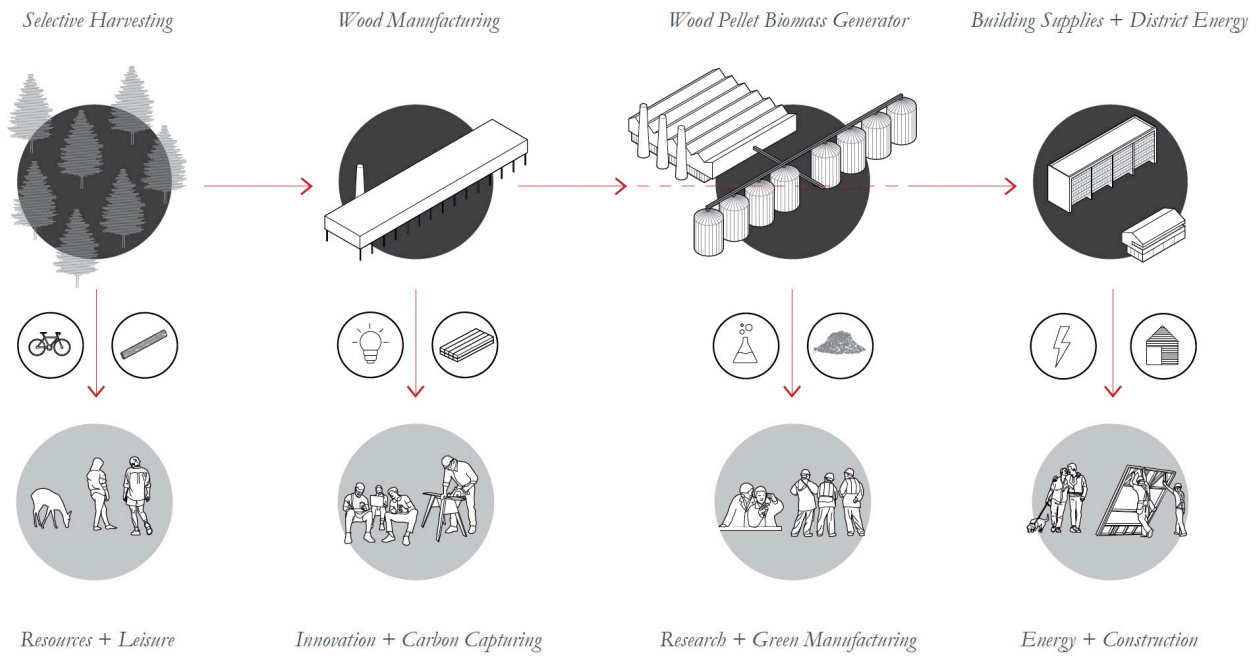 Selective Harvesting
Wood Manufacturing
Wood Pellet Biomass Generator
Building Supplies + District Energy
Resources + Leisure
Innovation + Carbon Capturing
Research + Green Manufacturing
Energy + Construction